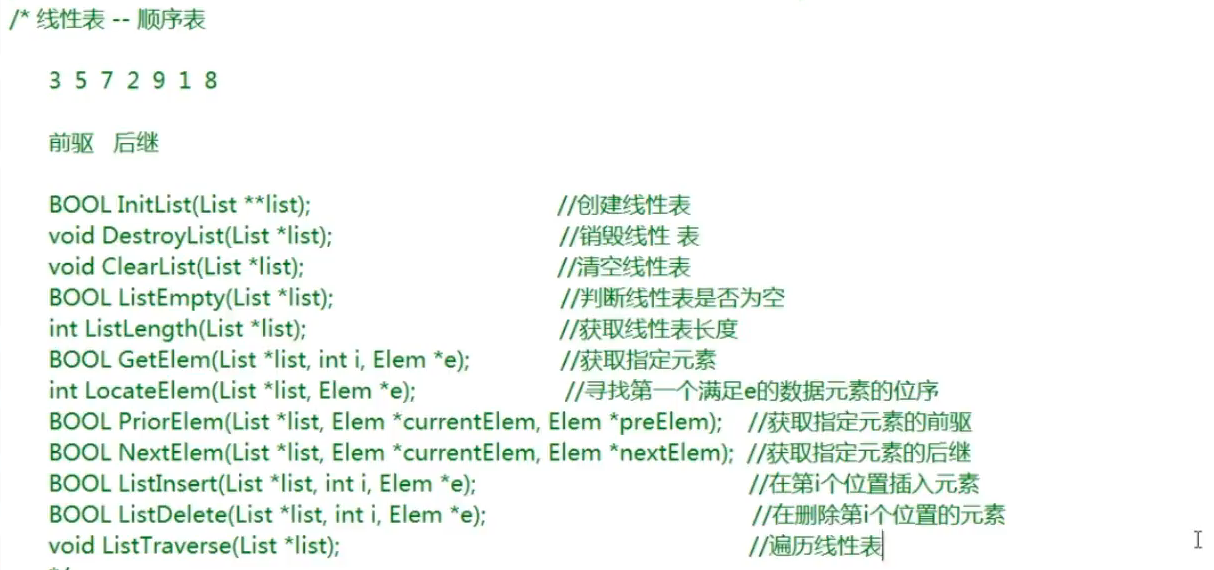 /* 线性表 -- 顺序表
3 5 7 2 9 1 8
前驱 后继
BOOL InitList(List **list); //创建线性表
void DestroyList(List *list); //销毁线性 表
void ClearList(List *list); //清空线性表
BOOL ListEmpty(List *list); //判断线性表是否为空
int ListLength(List *list); //获取线性表长度
BOOL GetElem(List *list, int i, Elem *e); //获取指定元素
int LocateElem(List *list, Elem *e); //寻找第一个满足e的数据元素的位序
BOOL PriorElem(List *list, Elem *currentElem, Elem *preElem); //获取指定元素的前驱
BOOL NextElem(List *list, Elem *currentElem, Elem *nextElem); //获取指定元素的后继
BOOL ListInsert(List *list, int i, Elem *e); //在第i个位置插入元素
BOOL ListDelete(List *list, int i, Elem *e); //在删除第i个位置的元素
void ListTraverse(List *list); //遍历线性表